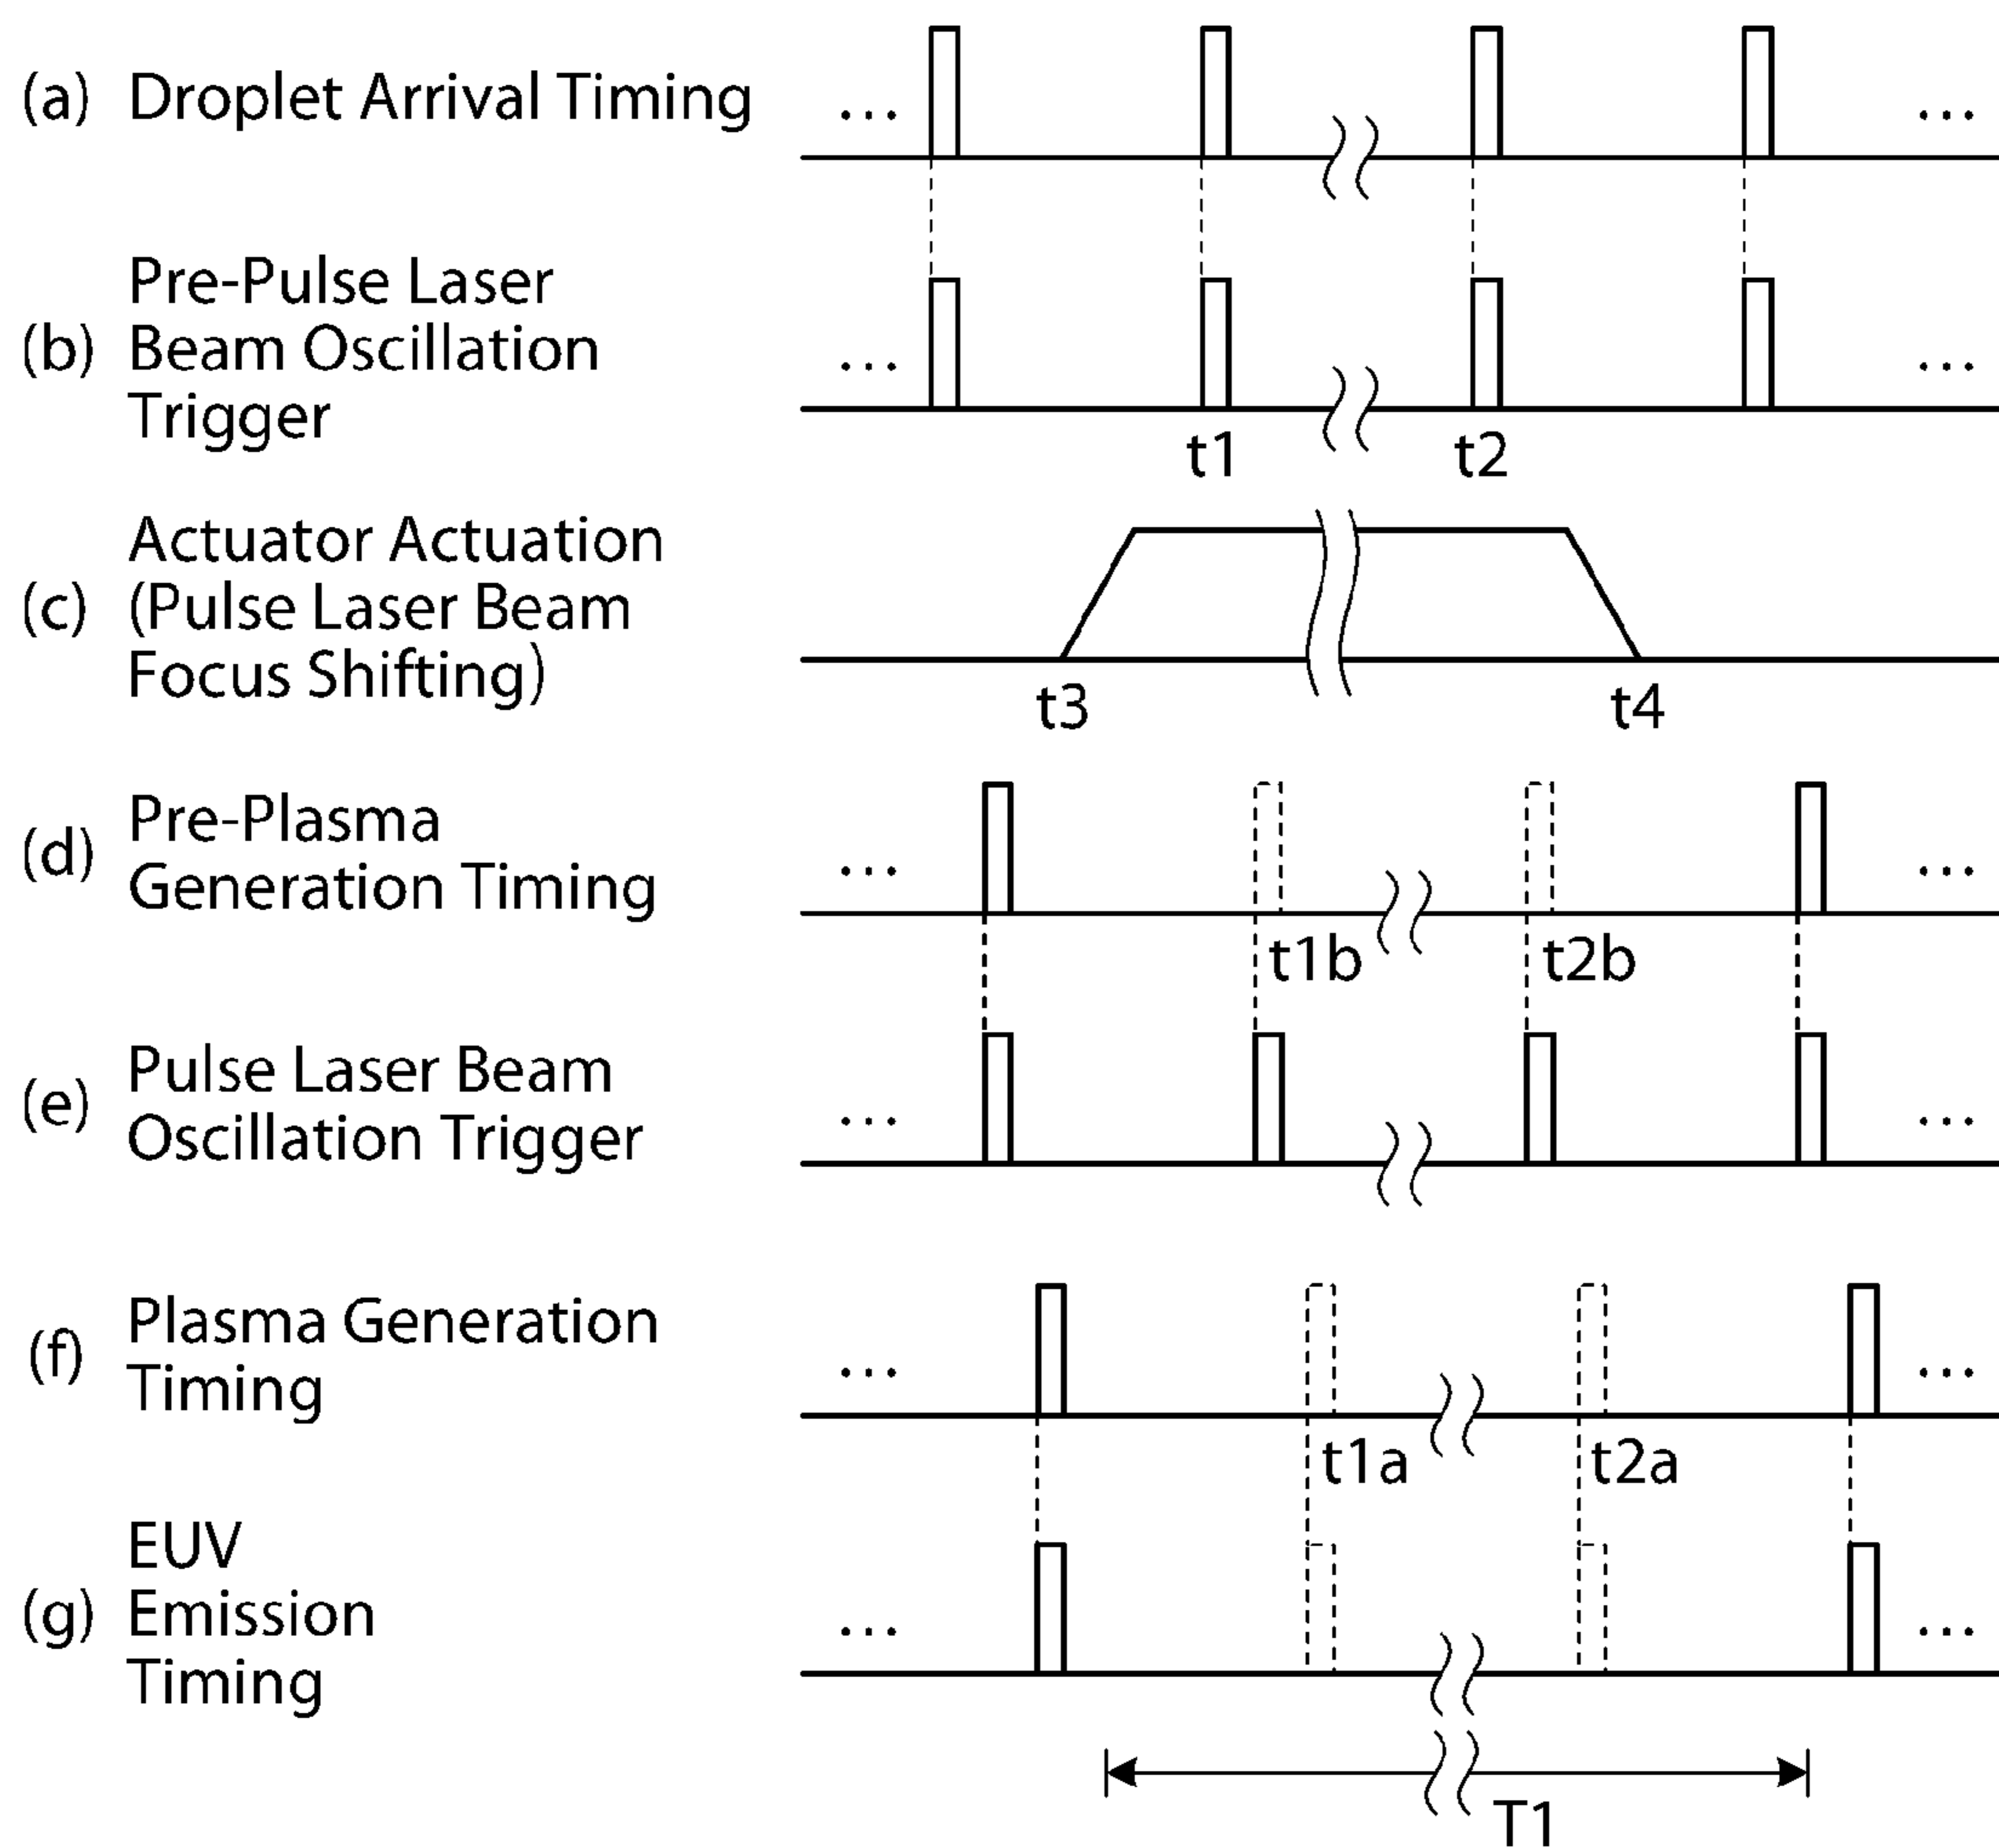 (a) Droplet Arrival Timing
... ...
Pre-Pulse Laser
(b) Beam Oscillation
Trigger
... ...
t1 t2
Actuator Actuation
(c) (Pulse Laser Beam
Focus Shifting)
t3 t4
Pre-Plasma
(d) Generation Timing
... ...
t1b t2b
Pulse Laser Beam
(e) Oscillation Trigger
... ...
Plasma Generation
(f) Timing
... ...
t1a t2a
EUV
(g) Emission
Timing
... ...
T1